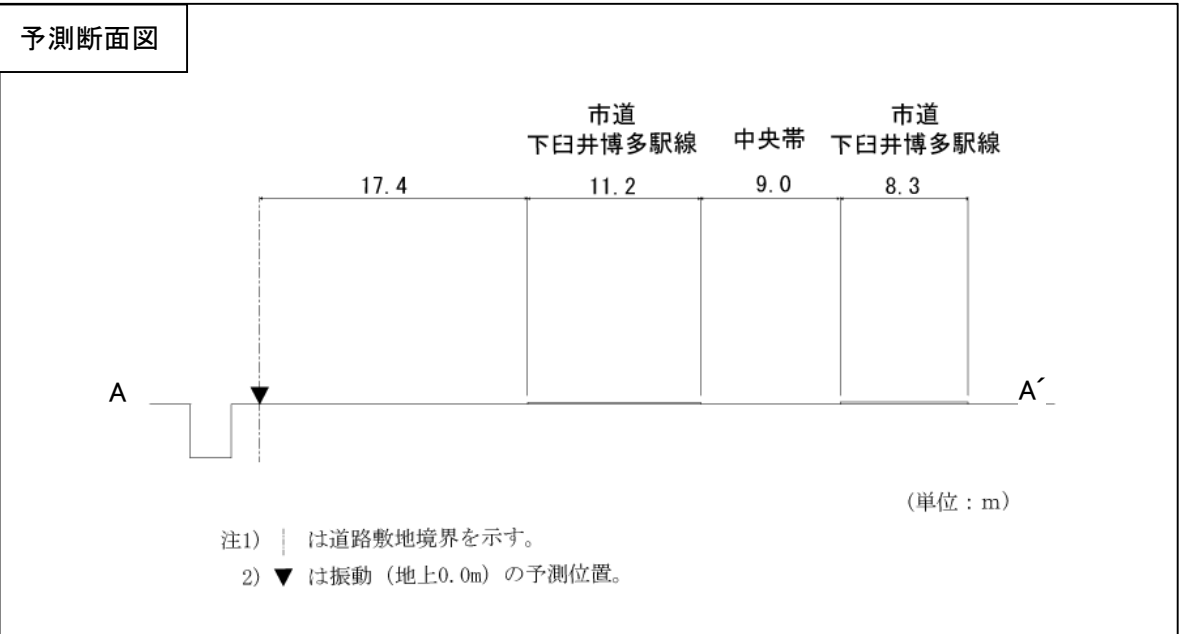 予測断面図
市道
下臼井博多駅線
中央帯
市道
下臼井博多駅線
17.4
11.2
9.0
8.3
A
A´
(単位：m)
注1) ¦ は道路敷地境界を示す。
2) ▼ は振動 (地上0.0m) の予測位置。